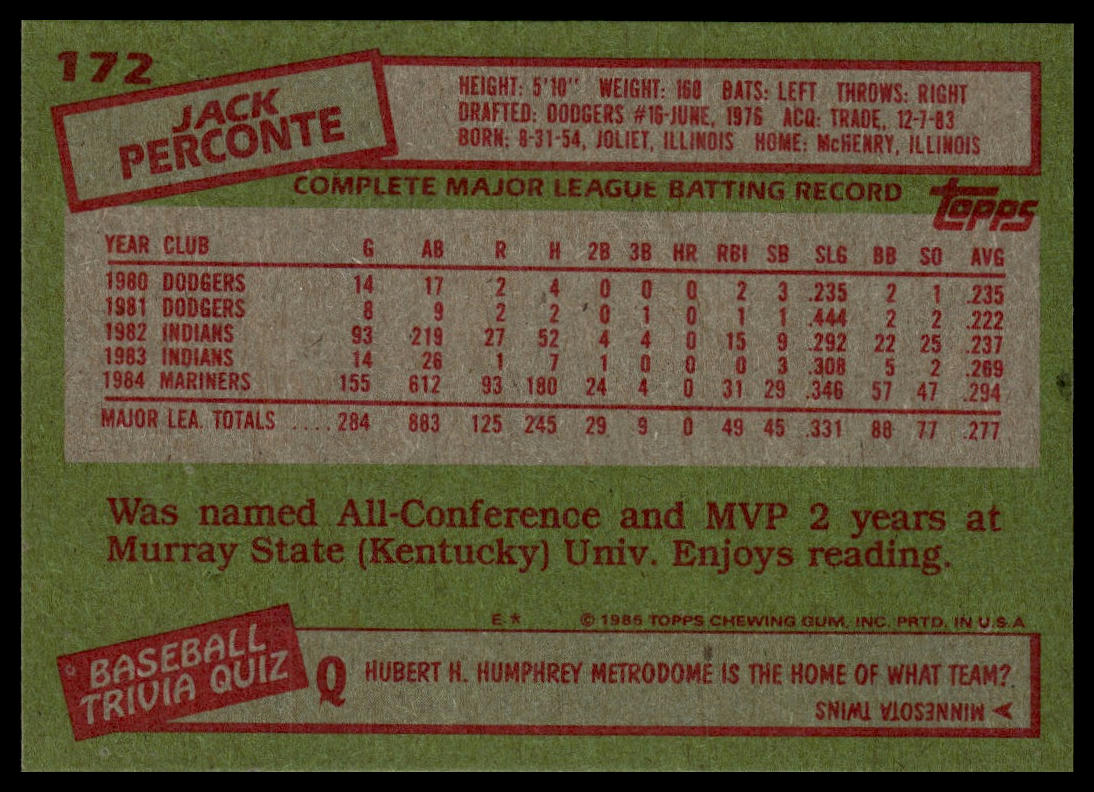 172
JACK
PERCONTE
HEIGHT: 5'10" WEIGHT: 160 BATS: LEFT THROWS: RIGHT
DRAFTED: DODGERS #16-JUNE, 1976 ACQ: TRADE, 12-7-83
BORN: 8-31-54, JOLIET, ILLINOIS HOME: McHENRY, ILLINOIS
COMPLETE MAJOR LEAGUE BATTING RECORD
topps
YEAR CLUB G AB R H 2B 3B HR RBI SB SLG BB SO AVG
1980 DODGERS 14 17 2 4 0 0 0 2 3 .235 2 1 .235
1981 DODGERS 8 9 2 2 0 1 0 1 1 .444 2 2 .222
1982 INDIANS 93 219 27 52 4 4 0 15 9 .292 22 25 .237
1983 INDIANS 14 26 1 7 1 0 0 0 3 .308 5 2 .269
1984 MARINERS 155 612 93 180 24 4 0 31 29 .346 57 47 .294
MAJOR LEA. TOTALS .... 284 883 125 245 29 9 0 49 45 .331 88 77 .277
Was named All-Conference and MVP 2 years at
Murray State (Kentucky) Univ. Enjoys reading.
E * © 1985 TOPPS CHEWING GUM, INC. PRTD. IN U.S.A
BASEBALL
TRIVIA QUIZ
Q HUBERT H. HUMPHREY METRODOME IS THE HOME OF WHAT TEAM?
A MINNESOTA TWINS